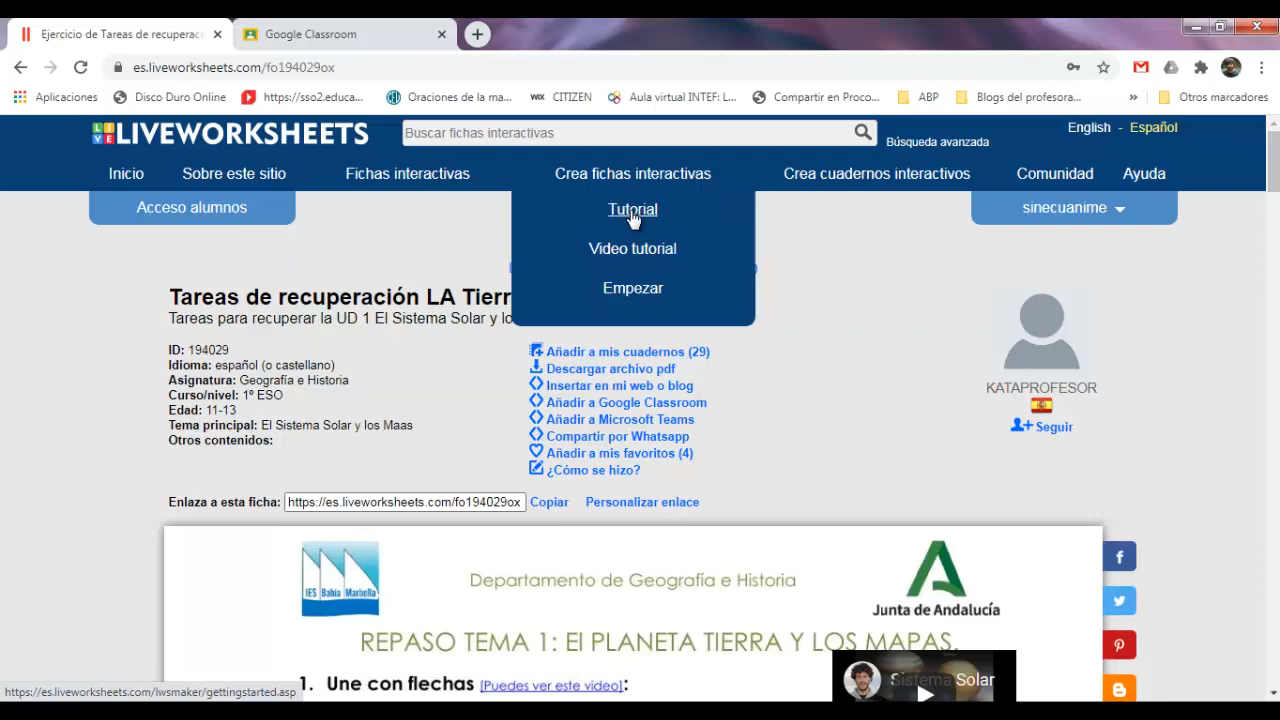 Ejercicio de Tareas de recuperac
Google Classroom
es.liveworksheets.com/fo194029ox
Aplicaciones
Disco Duro Online
https://sso2.educa...
Oraciones de la ma...
WIX CITIZEN
Aula virtual INTEF: L...
Compartir en Proco...
ABP
Blogs del profesora...
»
Otros marcadores
LIVE LIVEWORKSHEETS
Buscar fichas interactivas
Búsqueda avanzada
English - Español
Inicio
Sobre este sitio
Fichas interactivas
Crea fichas interactivas
Crea cuadernos interactivos
Comunidad
Ayuda
Acceso alumnos
Tutorial
sinecuanime
Video tutorial
Empezar
Tareas de recuperación LA Tierr
Tareas para recuperar la UD 1 El Sistema Solar y lo
ID: 194029
Idioma: español (o castellano)
Asignatura: Geografía e Historia
Curso/nivel: 1º ESO
Edad: 11-13
Tema principal: El Sistema Solar y los Maas
Otros contenidos:
Añadir a mis cuadernos (29)
Descargar archivo pdf
Insertar en mi web o blog
Añadir a Google Classroom
Añadir a Microsoft Teams
Compartir por Whatsapp
Añadir a mis favoritos (4)
¿Cómo se hizo?
KATAPROFESOR
Seguir
Enlaza a esta ficha: https://es.liveworksheets.com/fo194029ox Copiar Personalizar enlace
IES Bahía Marbella
Departamento de Geografía e Historia
Junta de Andalucía
REPASO TEMA 1: El PLANETA TIERRA Y LOS MAPAS.
1. Une con flechas [Puedes ver este video]:
Sistema Solar
https://es.liveworksheets.com/lwsmaker/gettingstarted.asp